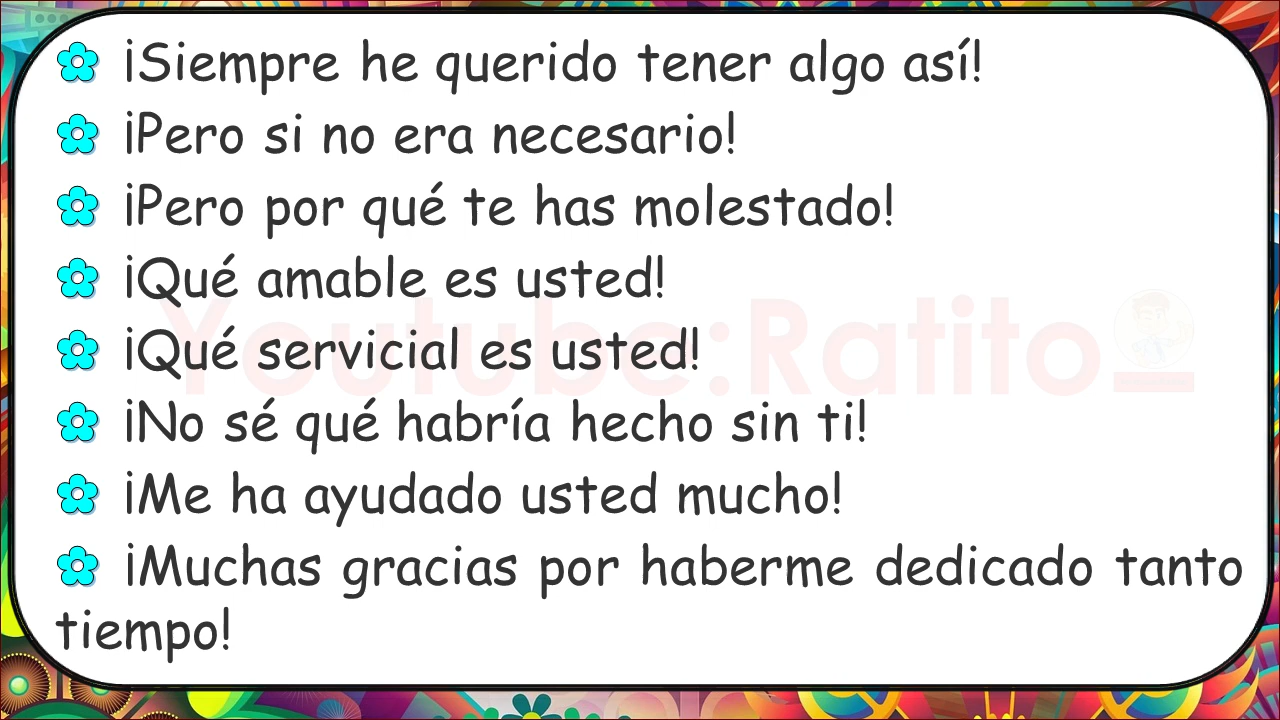 ¡Siempre he querido tener algo así!
¡Pero si no era necesario!
¡Pero por qué te has molestado!
¡Qué amable es usted!
Youtube:Ratito
¡Qué servicial es usted!
¡No sé qué habría hecho sin ti!
¡Me ha ayudado usted mucho!
¡Muchas gracias por haberme dedicado tanto
tiempo!